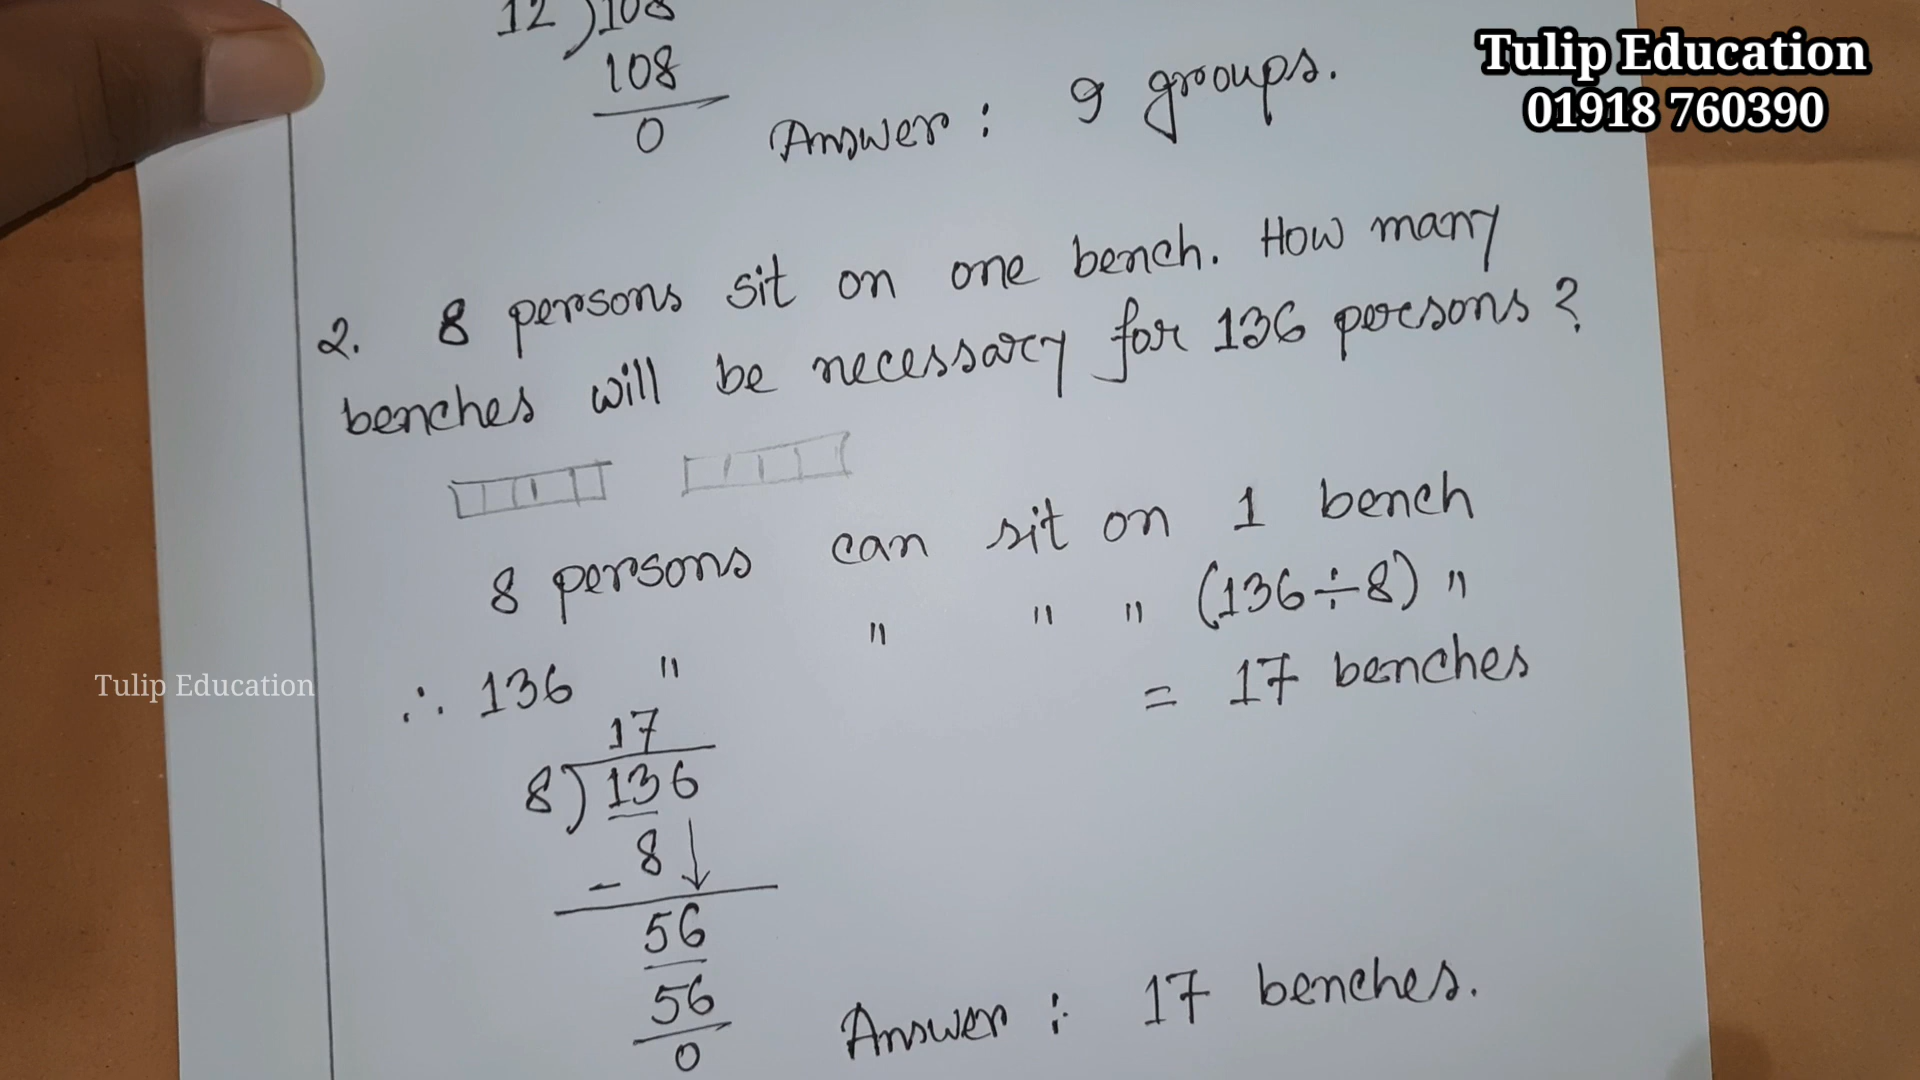 Tulip Education
01918 760390
12)108
108
0
Answer : 9 groups.
2. 8 persons sit on one bench. How many
benches will be necessary for 136 persons ?
8 persons can sit on 1 bench
∴ 136 " " " " (136÷8) "
= 17 benches
Tulip Education
17
8)136
- 8
56
56
0
Answer : 17 benches.